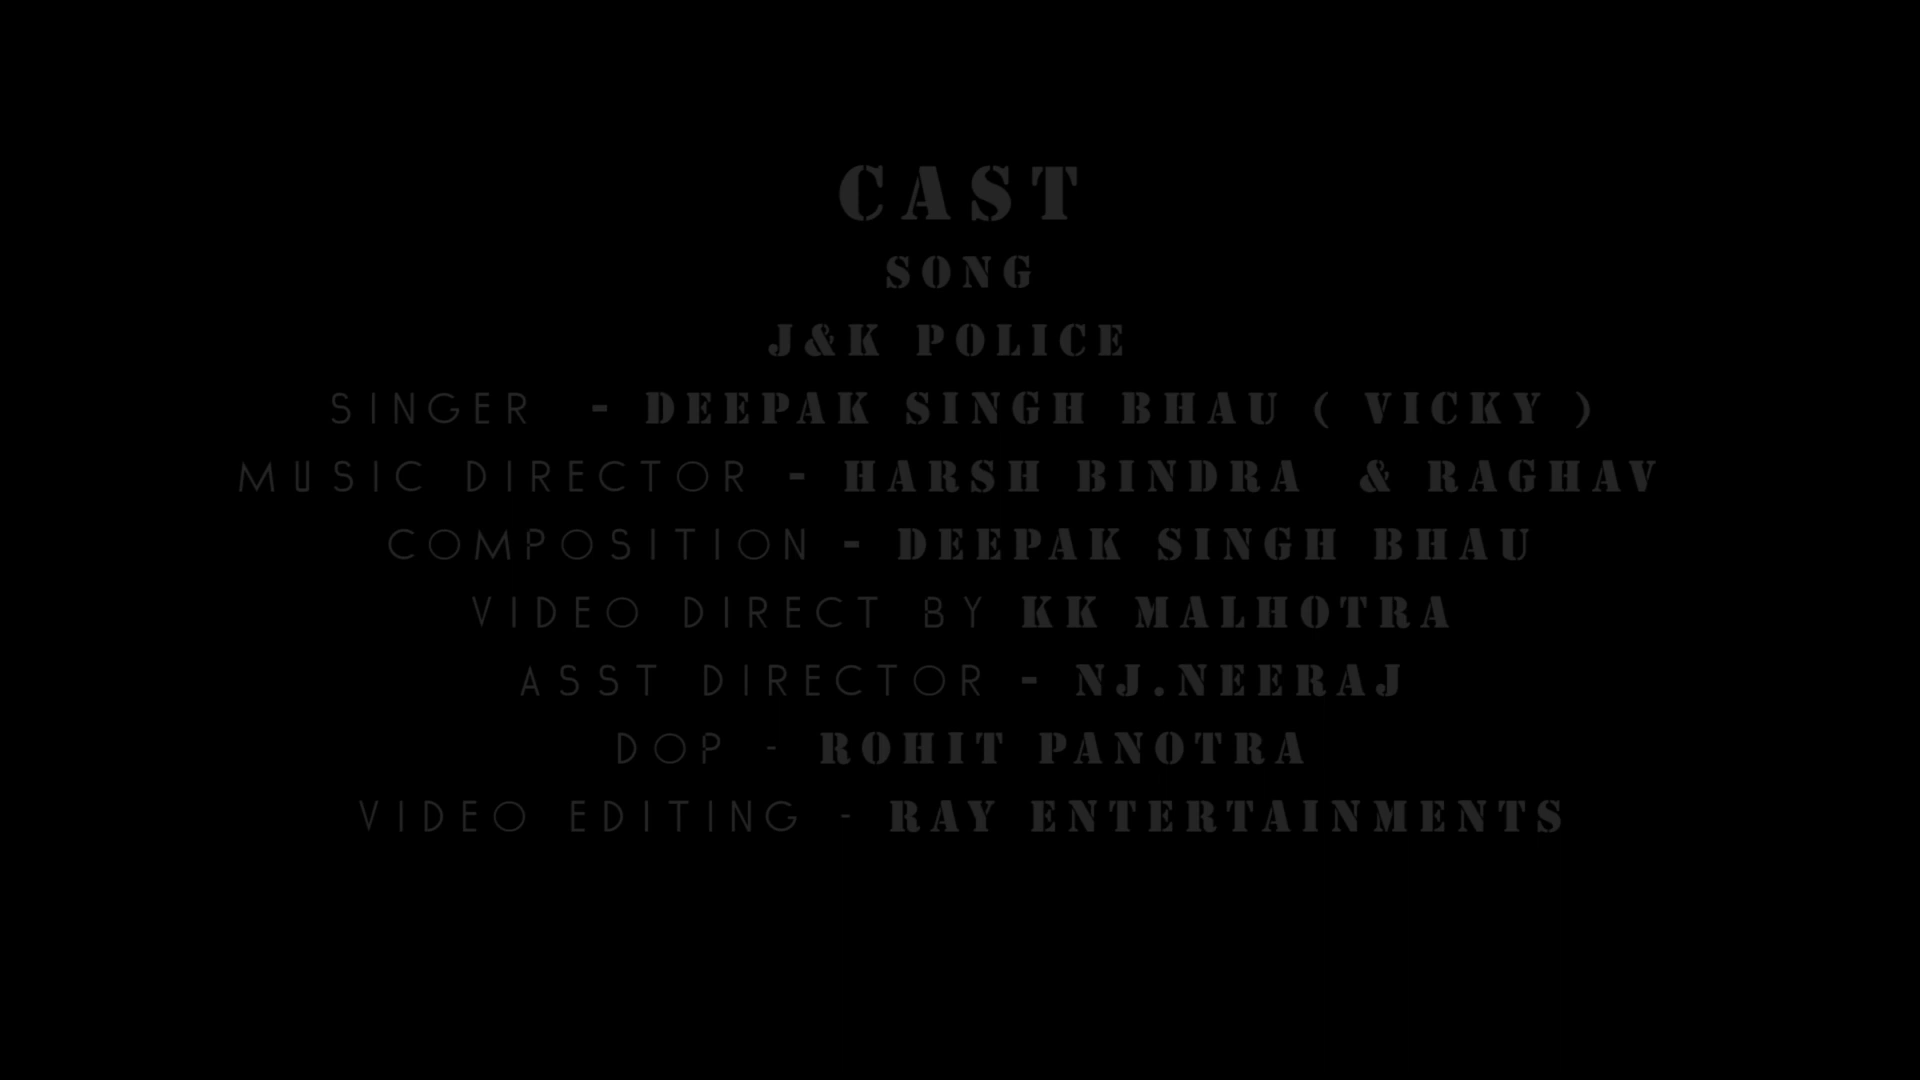 CAST
SONG
J&K POLICE
SINGER - DEEPAK SINGH BHAU ( VICKY )
MUSIC DIRECTOR - HARSH BINDRA & RAGHAV
COMPOSITION - DEEPAK SINGH BHAU
VIDEO DIRECT BY KK MALHOTRA
ASST DIRECTOR - NJ.NEERAJ
DOP - ROHIT PANOTRA
VIDEO EDITING - RAY ENTERTAINMENTS